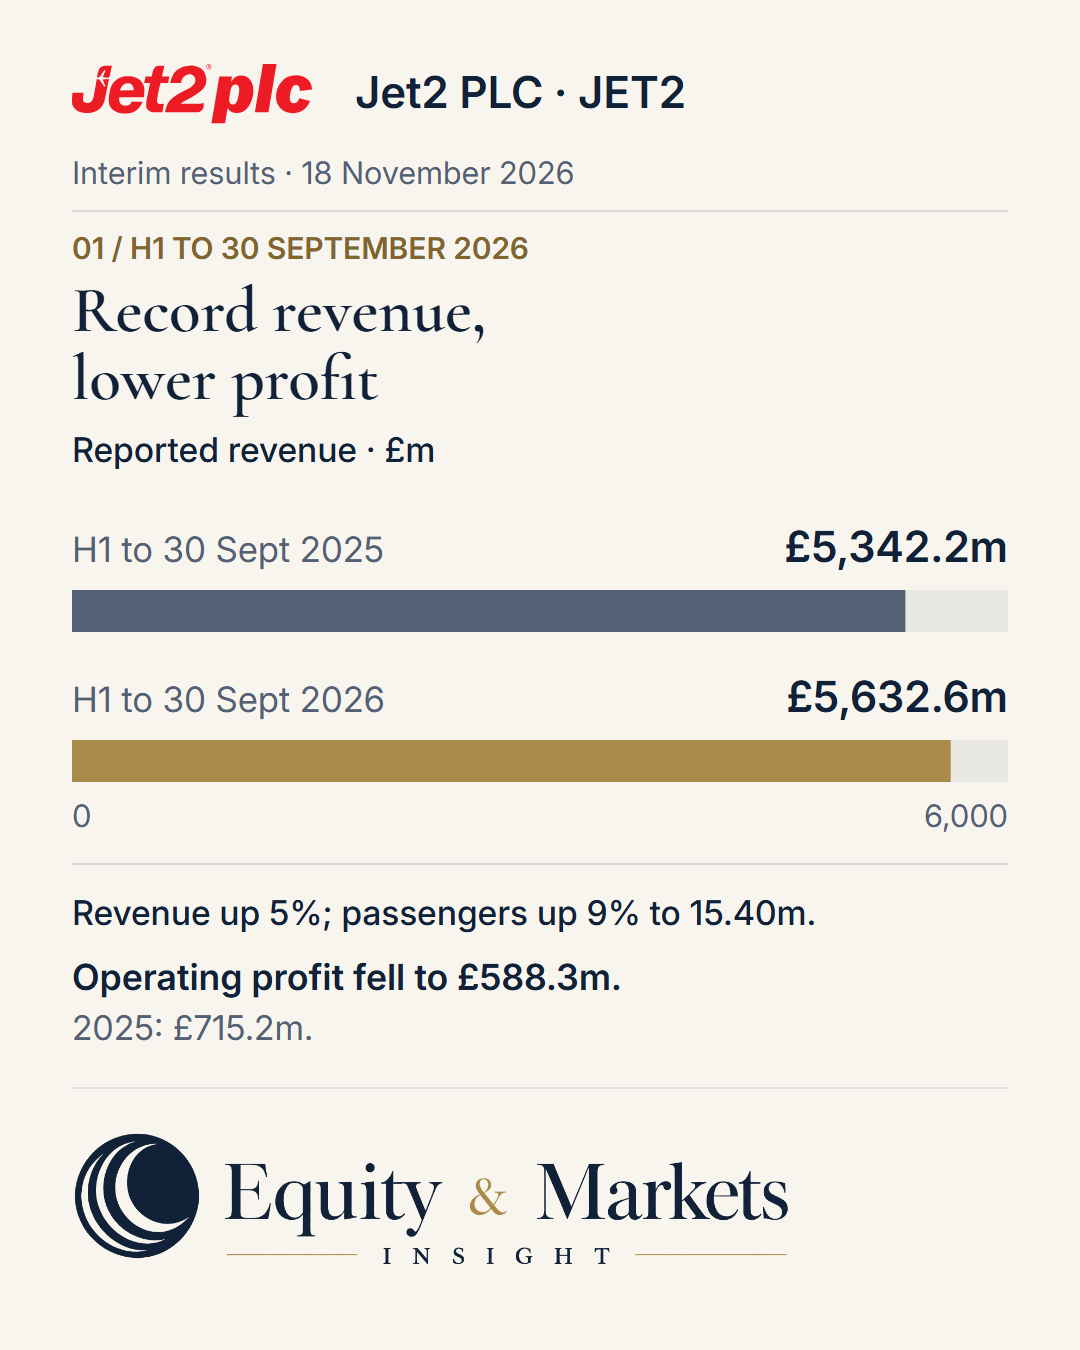 Jet2 plc
Jet2 PLC · JET2
Interim results · 18 November 2026
01 / H1 TO 30 SEPTEMBER 2026
Record revenue,
lower profit
Reported revenue · £m
H1 to 30 Sept 2025 £5,342.2m
H1 to 30 Sept 2026 £5,632.6m
0 6,000
Revenue up 5%; passengers up 9% to 15.40m.
Operating profit fell to £588.3m.
2025: £715.2m.
Equity & Markets
INSIGHT